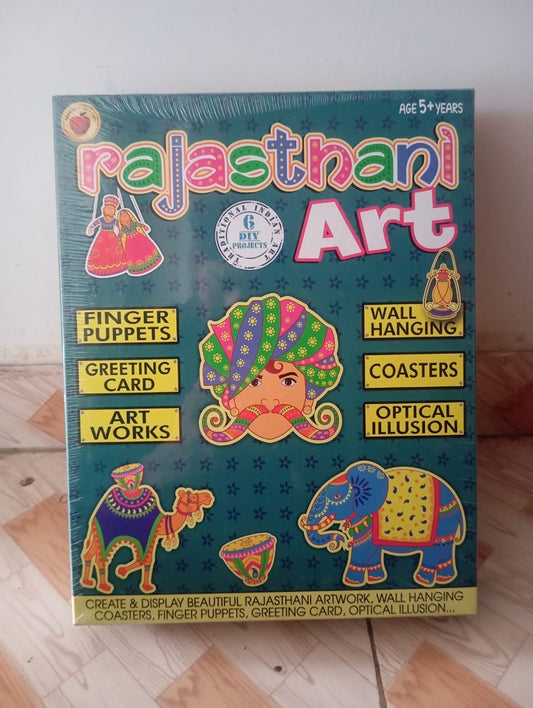 AGE 5+ YEARS
rajasthani
Art
TRADITIONAL INDIAN ART
6
DIY
PROJECTS
FINGER
PUPPETS
WALL
HANGING
GREETING
CARD
COASTERS
ART
WORKS
OPTICAL
ILLUSION
CREATE & DISPLAY BEAUTIFUL RAJASTHANI ARTWORK, WALL HANGING
COASTERS, FINGER PUPPETS, GREETING CARD, OPTICAL ILLUSION...